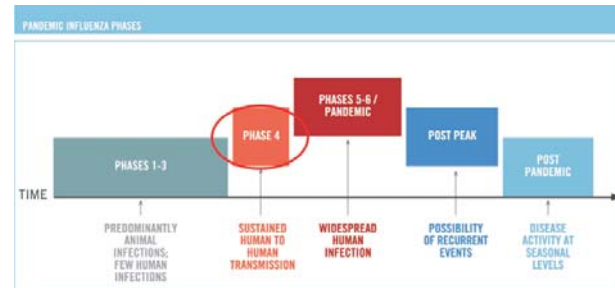 PANDEMIC INFLUENZA PHASES
PHASES 5-6 /
PANDEMIC
PHASE 4
POST PEAK
PHASES 1-3
POST
PANDEMIC
TIME
PREDOMINANTLY
ANIMAL
INFECTIONS;
FEW HUMAN
INFECTIONS
SUSTAINED
HUMAN TO
HUMAN
TRANSMISSION
WIDESPREAD
HUMAN
INFECTION
POSSIBILITY
OF RECURRENT
EVENTS
DISEASE
ACTIVITY AT
SEASONAL
LEVELS